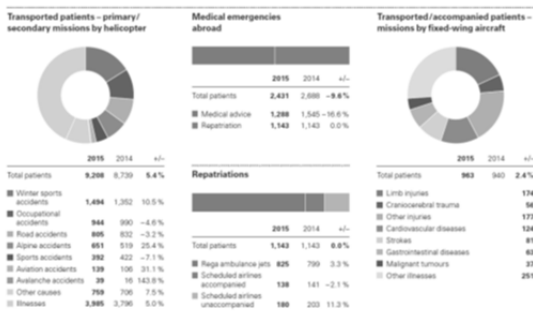 Transported patients – primary/
secondary missions by helicopter
2015 2014 +/–
Total patients 9,208 8,739 5.4%
Winter sports
accidents 1,494 1,352 10.5%
Occupational
accidents 944 990 –4.6%
Road accidents 805 832 –3.2%
Alpine accidents 651 519 25.4%
Sports accidents 392 422 –7.1%
Aviation accidents 139 106 31.1%
Avalanche accidents 39 16 143.8%
Other causes 759 706 7.5%
Illnesses 3,985 3,796 5.0%
Medical emergencies
abroad
2015 2014 +/–
Total patients 2,431 2,688 –9.6%
Medical advice 1,288 1,545 –16.6%
Repatriation 1,143 1,143 0.0%
Repatriations
2015 2014 +/–
Total patients 1,143 1,143 0.0%
Rega ambulance jets 825 799 3.3%
Scheduled airlines
accompanied 138 141 –2.1%
Scheduled airlines
unaccompanied 180 203 11.3%
Transported/accompanied patients –
missions by fixed-wing aircraft
2015 2014 +/–
Total patients 963 940 2.4%
Limb injuries 174
Craniocerebral trauma 56
Other injuries 177
Cardiovascular diseases 124
Strokes 81
Gastrointestinal diseases
Malignant tumours 37
Other illnesses 251